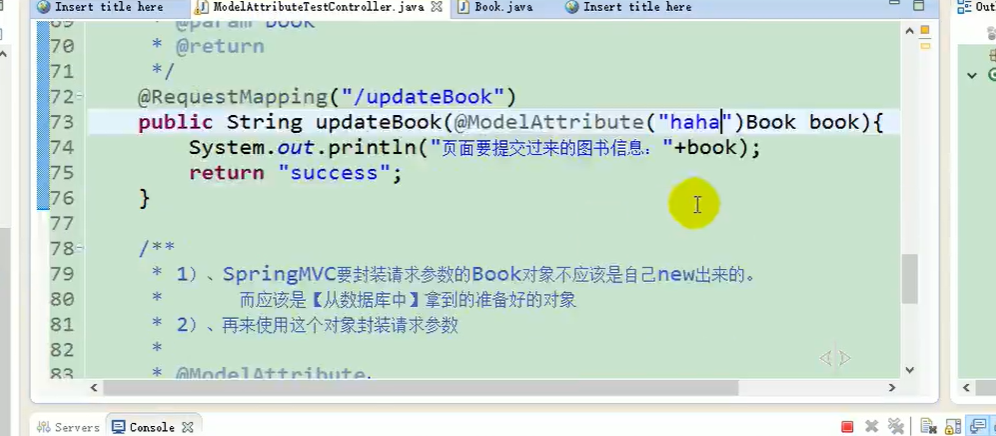 Insert title here
ModelAttributeTestController.java
Book.java
Insert title here
Out
69 * @param book
70 * @return
71 */
72 @RequestMapping("/updateBook")
73 public String updateBook(@ModelAttribute("haha")Book book){
74 System.out.println("页面要提交过来的图书信息："+book);
75 return "success";
76 }
77
78 /**
79 * 1）、SpringMVC要封装请求参数的Book对象不应该是自己new出来的。
80 * 而应该是【从数据库中】拿到的准备好的对象
81 * 2）、再来使用这个对象封装请求参数
82 *
83 * @ModelAttribute
Servers Console